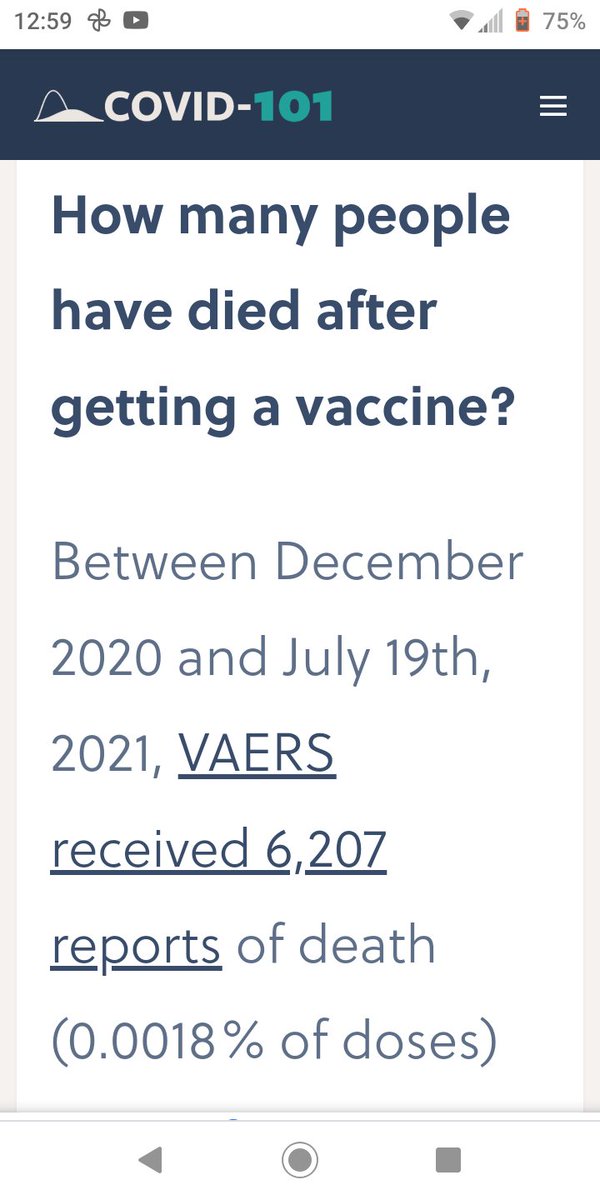 12:59 75%
COVID-101
How many people
have died after
getting a vaccine?
Between December
2020 and July 19th,
2021, VAERS
received 6,207
reports of death
(0.0018% of doses)